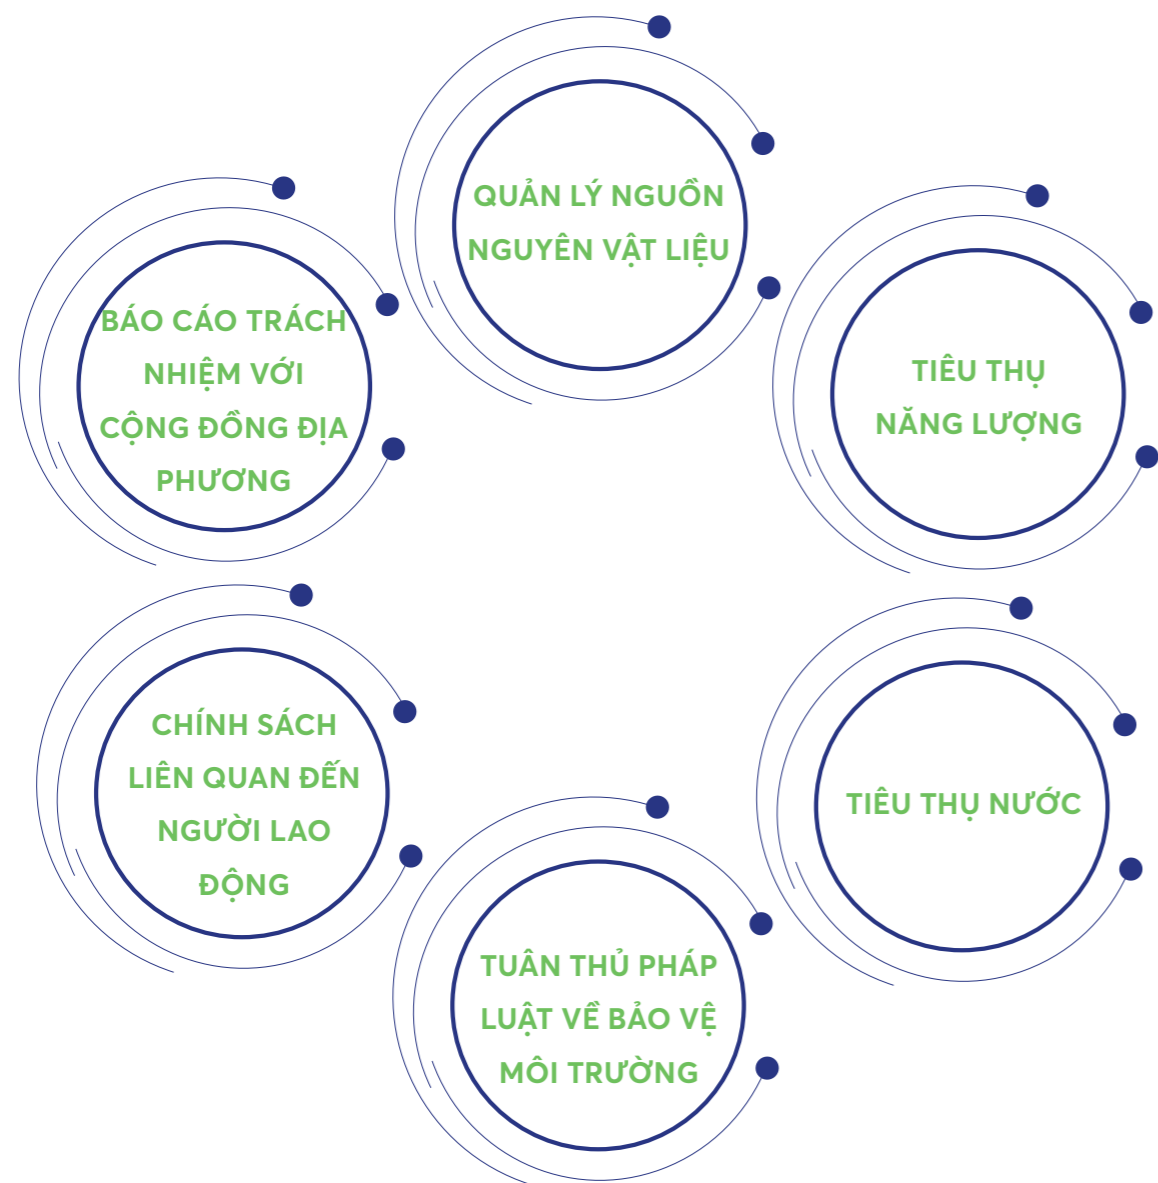 QUẢN LÝ NGUỒN
NGUYÊN VẬT LIỆU
TIÊU THỤ
NĂNG LƯỢNG
TIÊU THỤ NƯỚC
TUÂN THỦ PHÁP
LUẬT VỀ BẢO VỆ
MÔI TRƯỜNG
CHÍNH SÁCH
LIÊN QUAN ĐẾN
NGƯỜI LAO
ĐỘNG
BÁO CÁO TRÁCH
NHIỆM VỚI
CỘNG ĐỒNG ĐỊA
PHƯƠNG